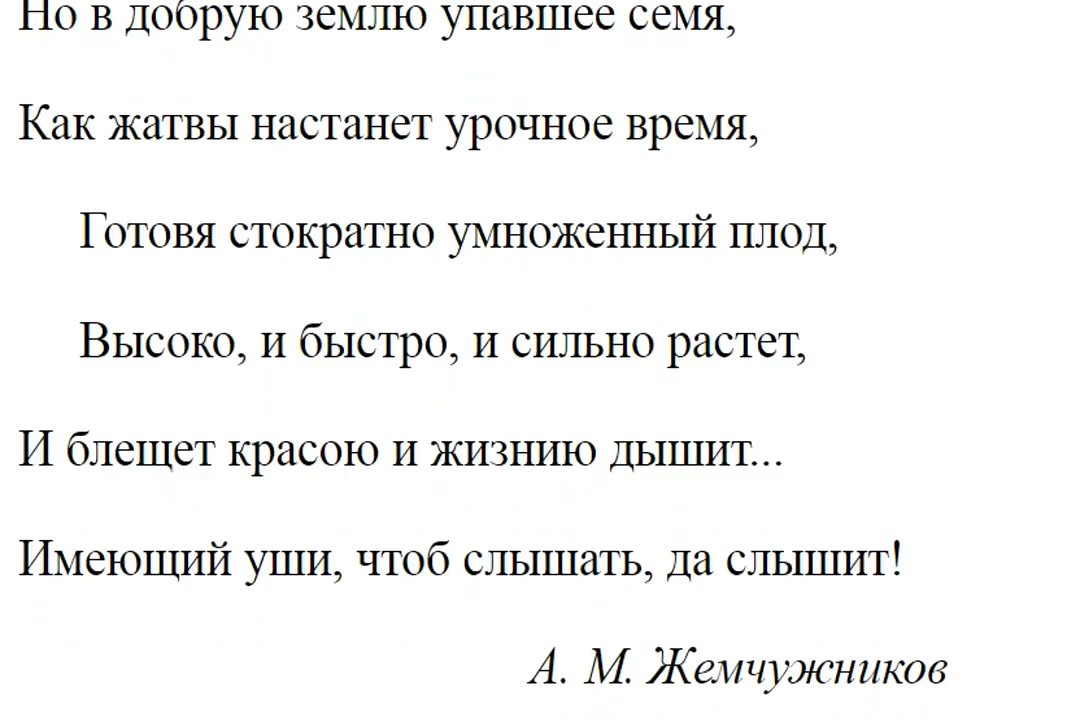 Но в добрую землю упавшее семя,
Как жатвы настанет урочное время,
Готовя стократно умноженный плод,
Высоко, и быстро, и сильно растет,
И блещет красою и жизнию дышит...
Имеющий уши, чтоб слышать, да слышит!
А. М. Жемчужников